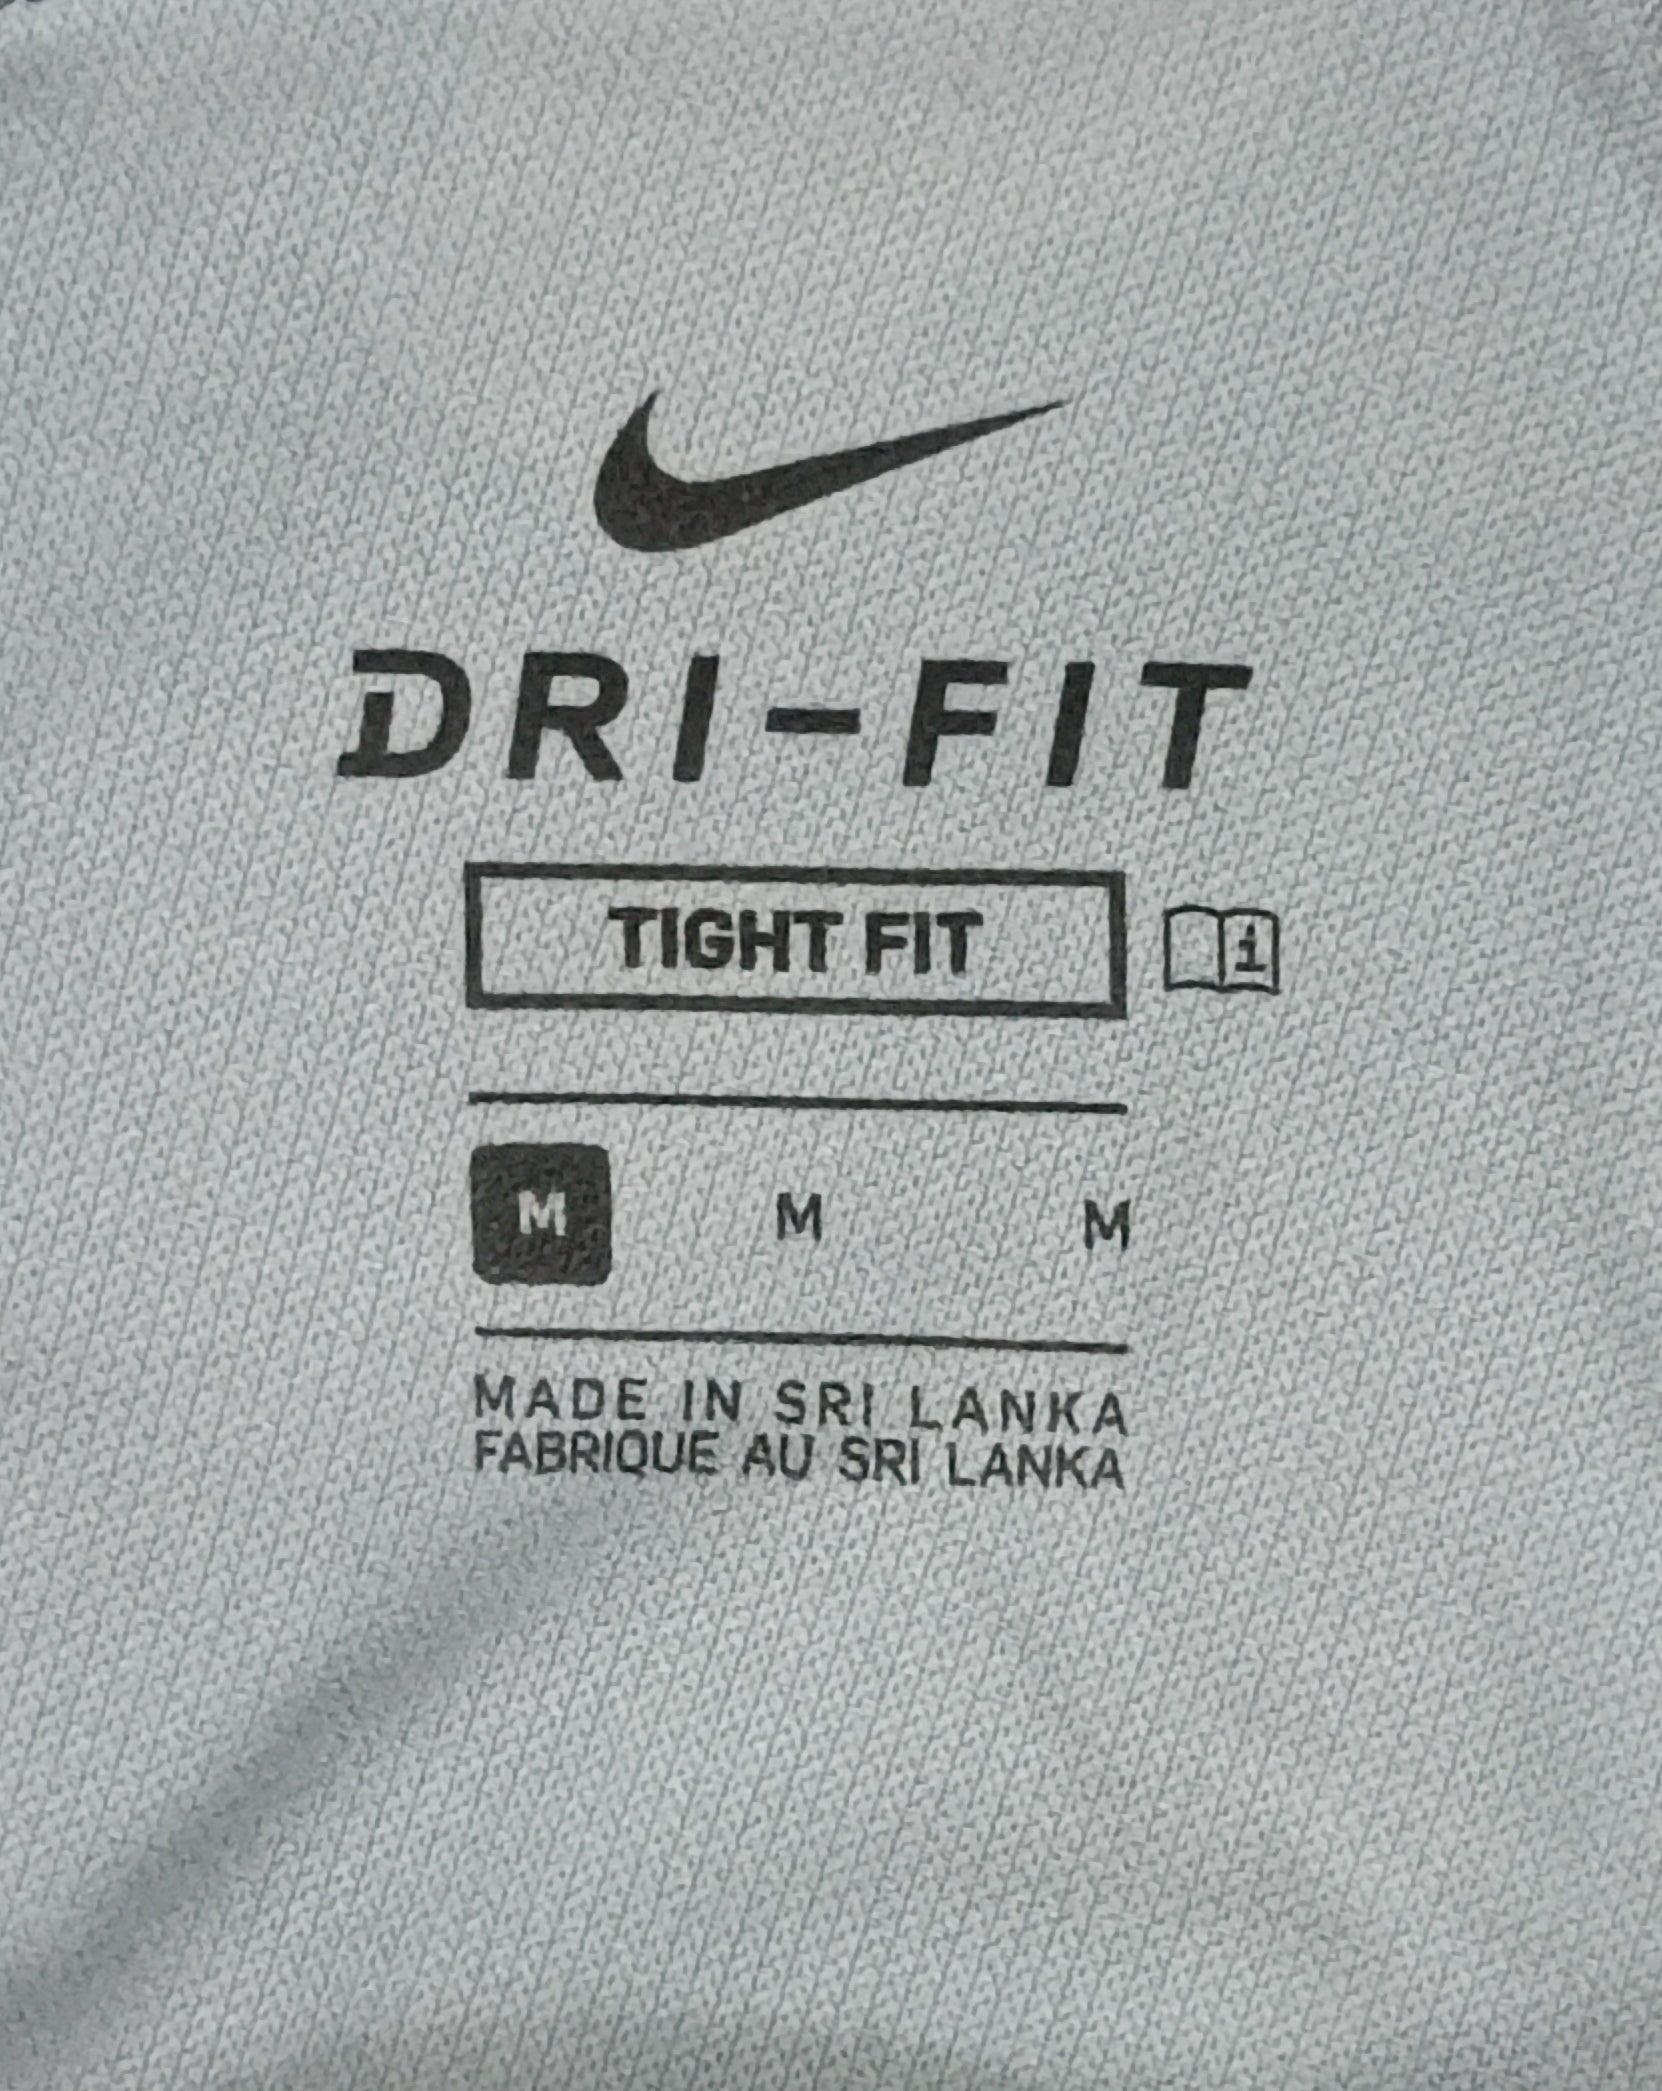 DRI-FIT
TIGHT FIT i
M M M
MADE IN SRI LANKA
FABRIQUE AU SRI LANKA